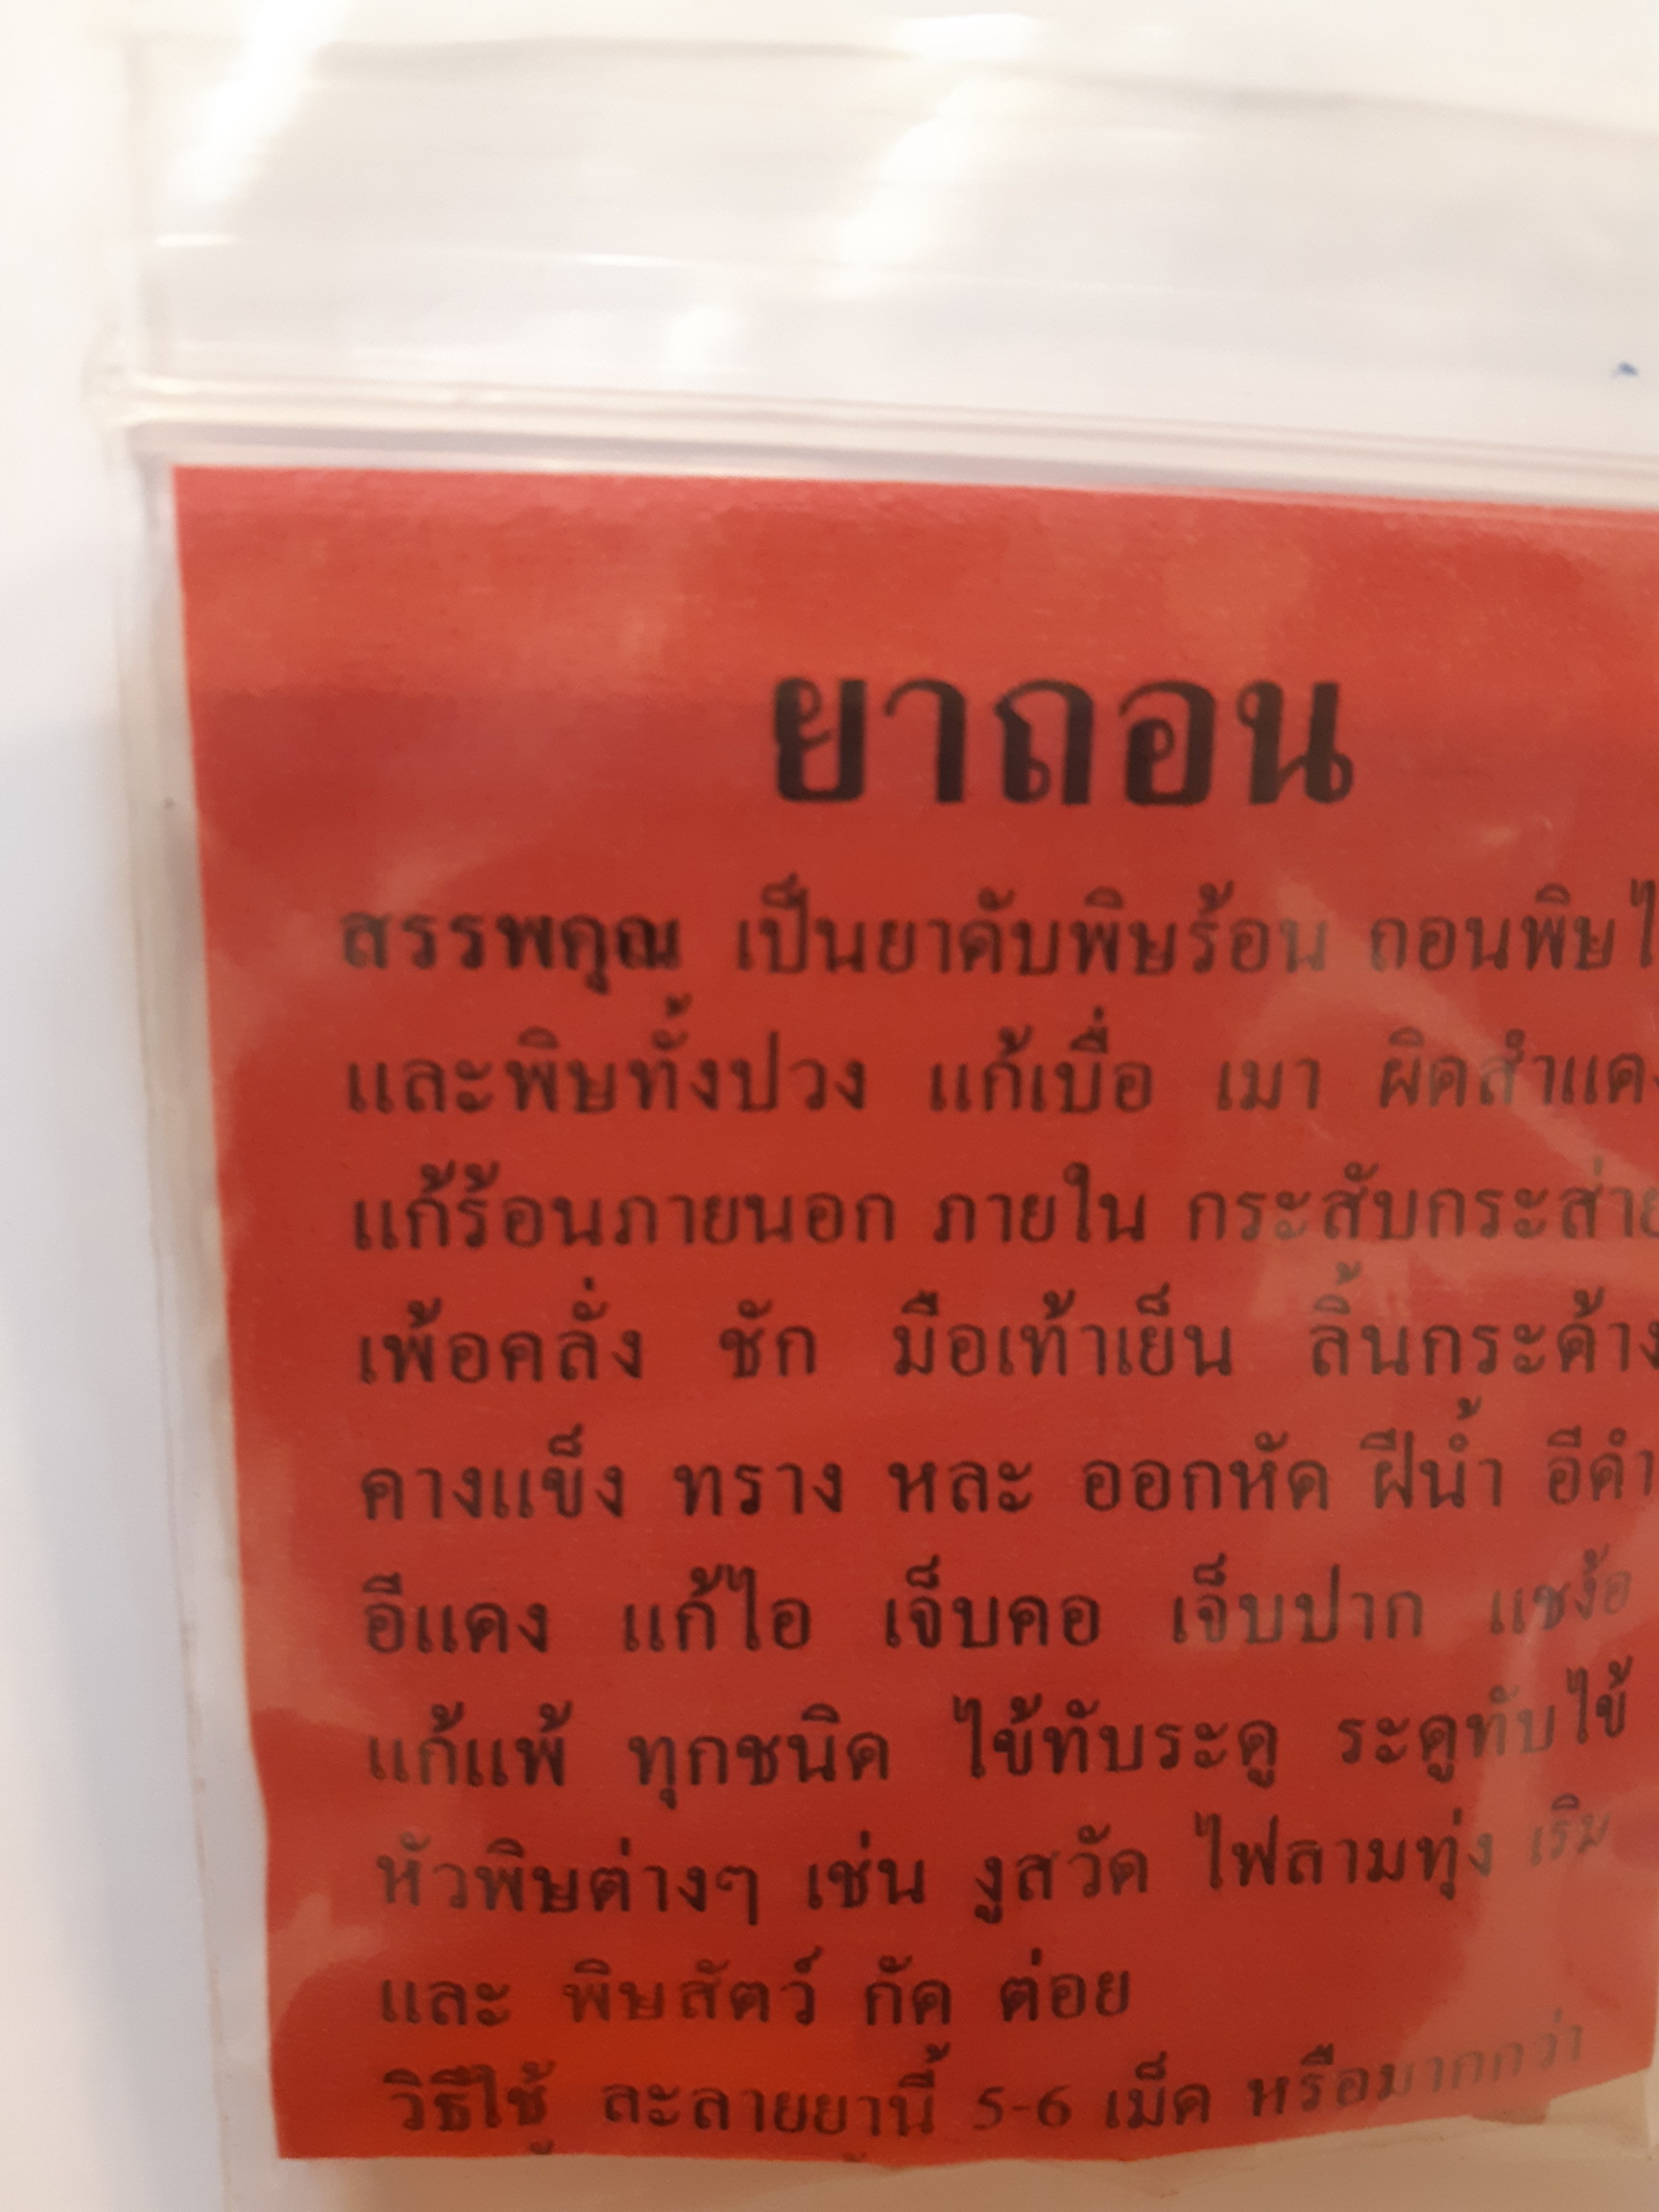 ยาถอน
สรรพคูณ เป็นยาดับพิษร้อน ถอนพิษไ
และพิษทั้งปวง แก้เบื่อ เมา ผิดสำแดง
แก้ร้อนภายนอก ภายใน กระสับกระส่าย
เพ้อคลั่ง ชัก มือเท้าเย็น ลิ้นกระด้าง
คางแข็ง ทราง หละ ออกหัด ฝีน้ำ อีดำ
อีแดง แก้ไอ เจ็บคอ เจ็บปาก แชง้อ
แก้แพ้ ทุกชนิด ไข้ทับระดู ระดูทับไข้
หัวพิษต่างๆ เช่น งูสวัด ไฟลามทุ่ง เริม
และ พิษสัตว์ กัด ต่อย
วิธีใช้ ละลายยานี้ 5-6 เม็ด หรือมากกว่า